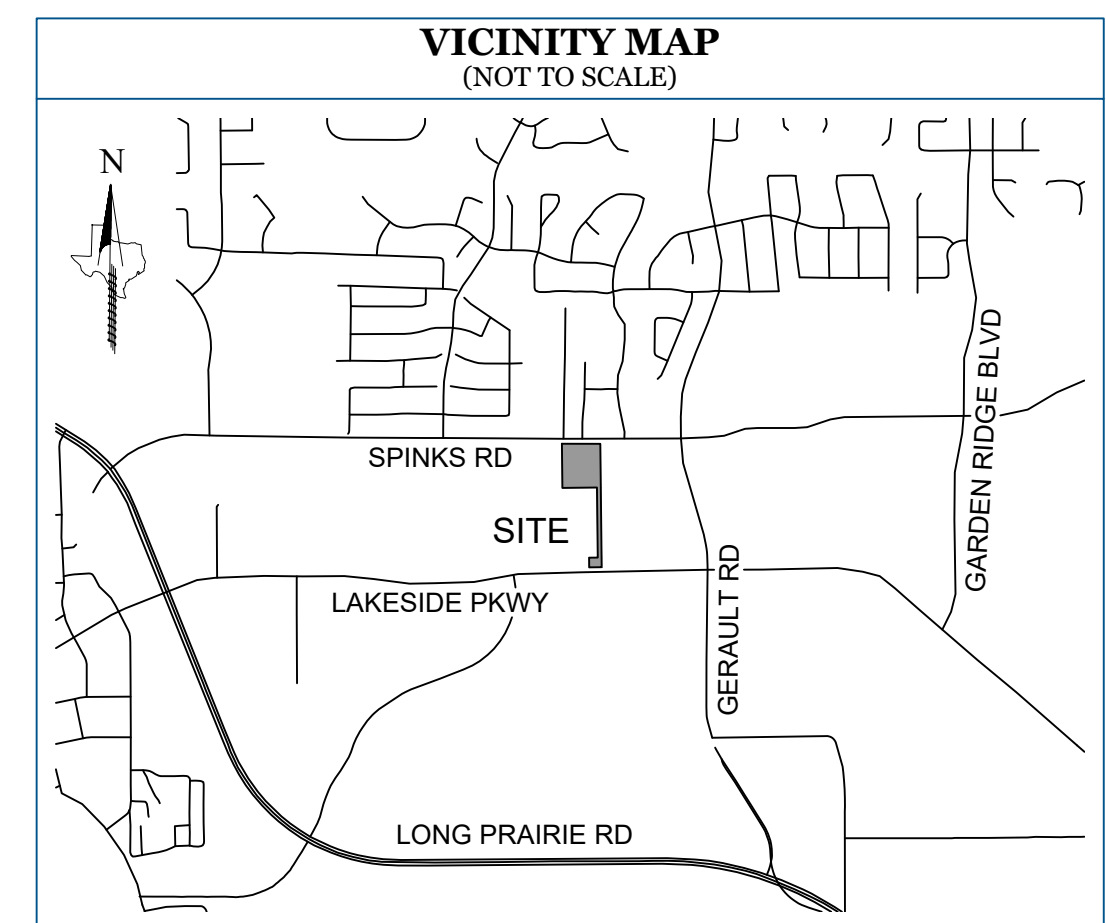 VICINITY MAP
(NOT TO SCALE)
N
GARDEN RIDGE BLVD
SPINKS RD
SITE
GERAULT RD
LAKESIDE PKWY
LONG PRAIRIE RD